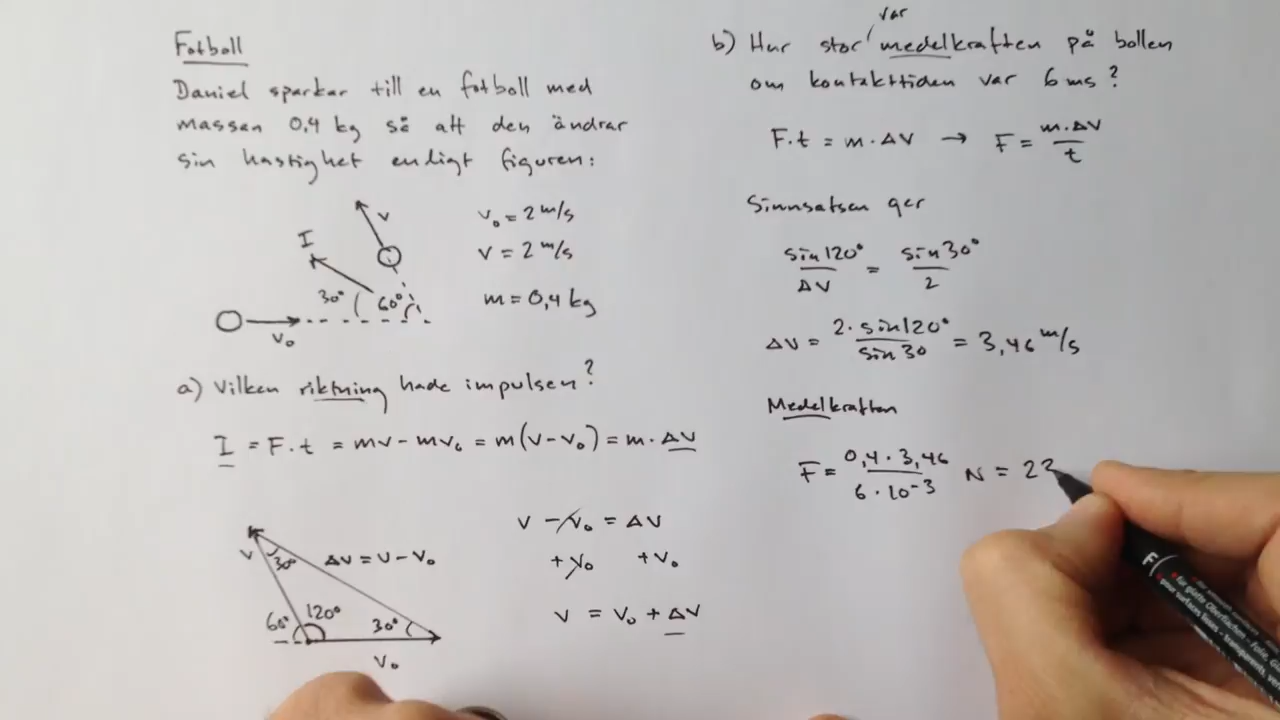 Fotboll
Daniel sparkar till en fotboll med
massan 0,4 kg så att den ändrar
sin hastighet enligt figuren:
I
v
30°
60°
v₀
v₀ = 2 m/s
v = 2 m/s
m = 0,4 kg
a) Vilken riktning hade impulsen?
I = F.t = mv - mv₀ = m(v-v₀) = m. Δv
v
30°
Δv = v - v₀
60°
120°
30°
v₀
v - v₀ = Δv
+v₀ +v₀
v = v₀ + Δv
var
b) Hur stor medelkraften på bollen
om kontakttiden var 6 ms?
F.t = m.Δv → F = m.Δv / t
Sinussatsen ger
sin120° / Δv = sin30° / 2
Δv = 2. sin120° / sin 30 = 3,46 m/s
Medelkraften
F = 0,4. 3,46 / 6.10⁻³ N = 23
F